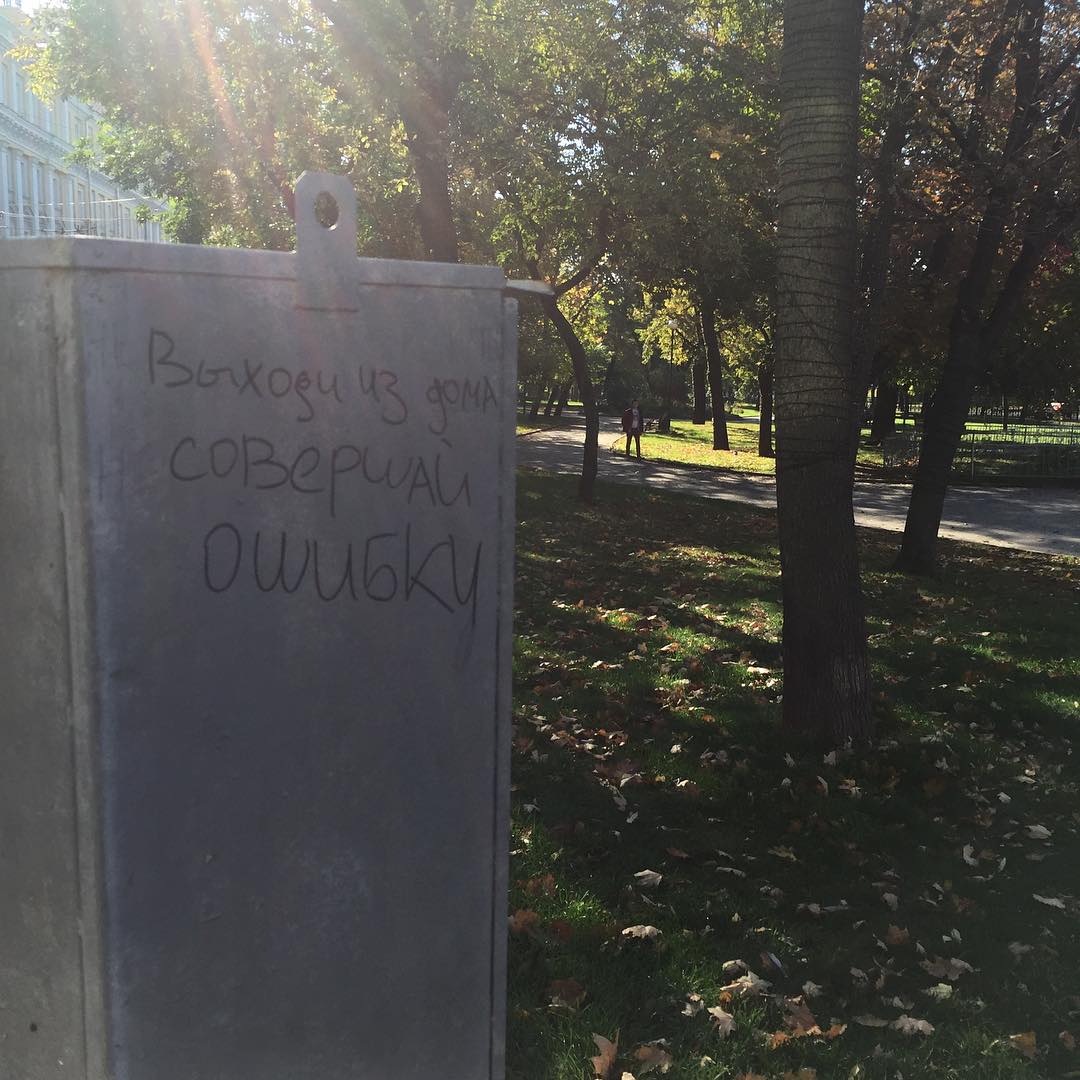 Выходи из дома
совершай
ошибку